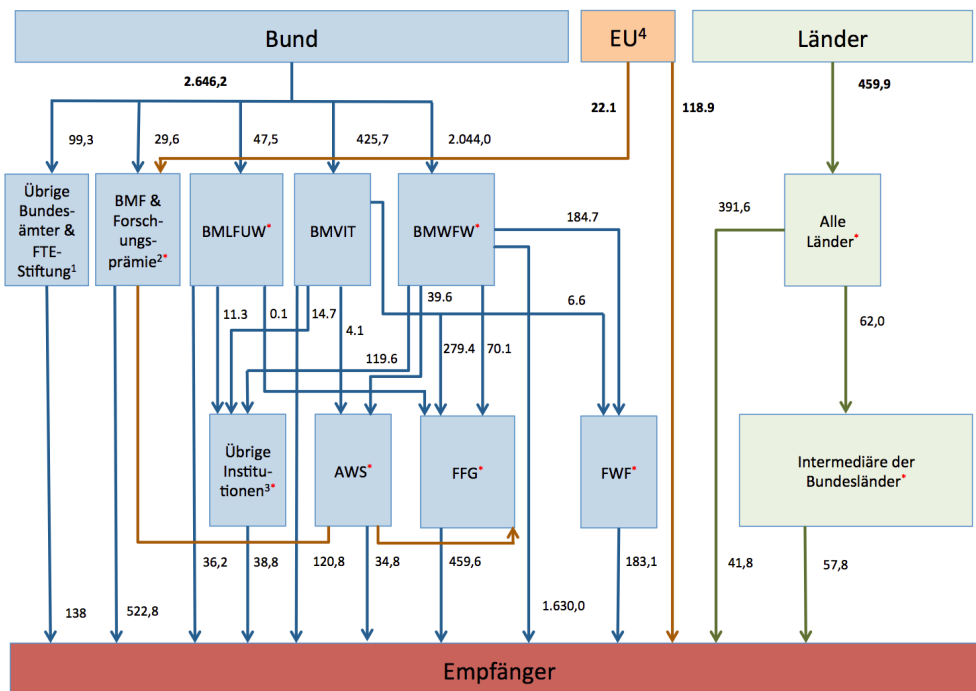 Bund
EU4
Länder
2.646,2
22.1
118.9
459,9
99,3
29,6
47,5
425,7
2.044,0
Übrige
Bundes-
ämter &
FTE-
Stiftung1
BMF &
Forsch-
ungs-
prämie2*
BMLFUW*
BMVIT
BMWFW*
184.7
391,6
Alle
Länder*
11.3
0.1
14.7
4.1
39.6
6.6
119.6
279.4
70.1
62,0
Übrige
Institu-
tionen3*
AWS*
FFG*
FWF*
Intermediäre der
Bundesländer*
36,2
38,8
120,8
34,8
459,6
183,1
41,8
57,8
138
522,8
1.630,0
Empfänger